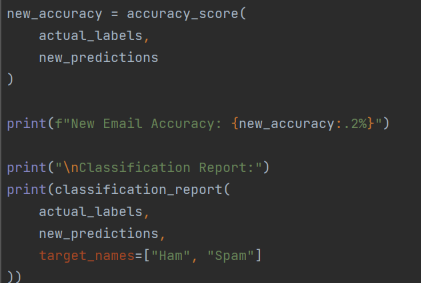 new_accuracy = accuracy_score(
    actual_labels,
    new_predictions
)
print(f"New Email Accuracy: {new_accuracy:.2%}")
print("\nClassification Report:")
print(classification_report(
    actual_labels,
    new_predictions,
    target_names=["Ham", "Spam"]
))